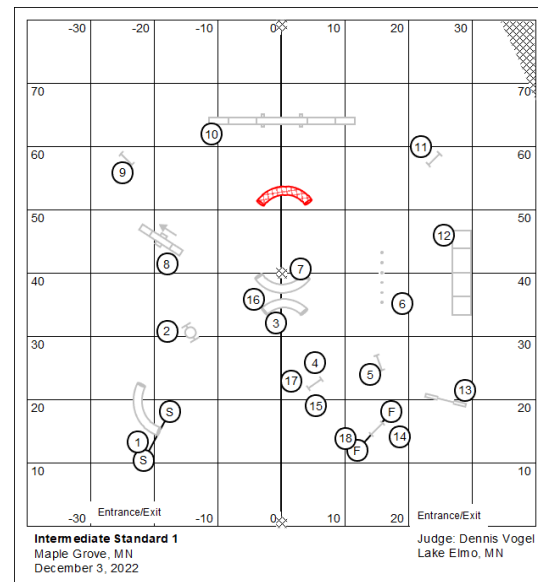 -30 -20 -10 0 10 20 30
70 70
10
11
60 60
9
50 50
12
8
7
40 40
16
6
3
2
30 30
4
5
17
13
20 20
S
15
F
18
14
1
F
S
10 10
Entrance/Exit
Entrance/Exit
-30 -20 -10 0 10 20 30
Intermediate Standard 1
Maple Grove, MN
December 3, 2022
Judge: Dennis Vogel
Lake Elmo, MN